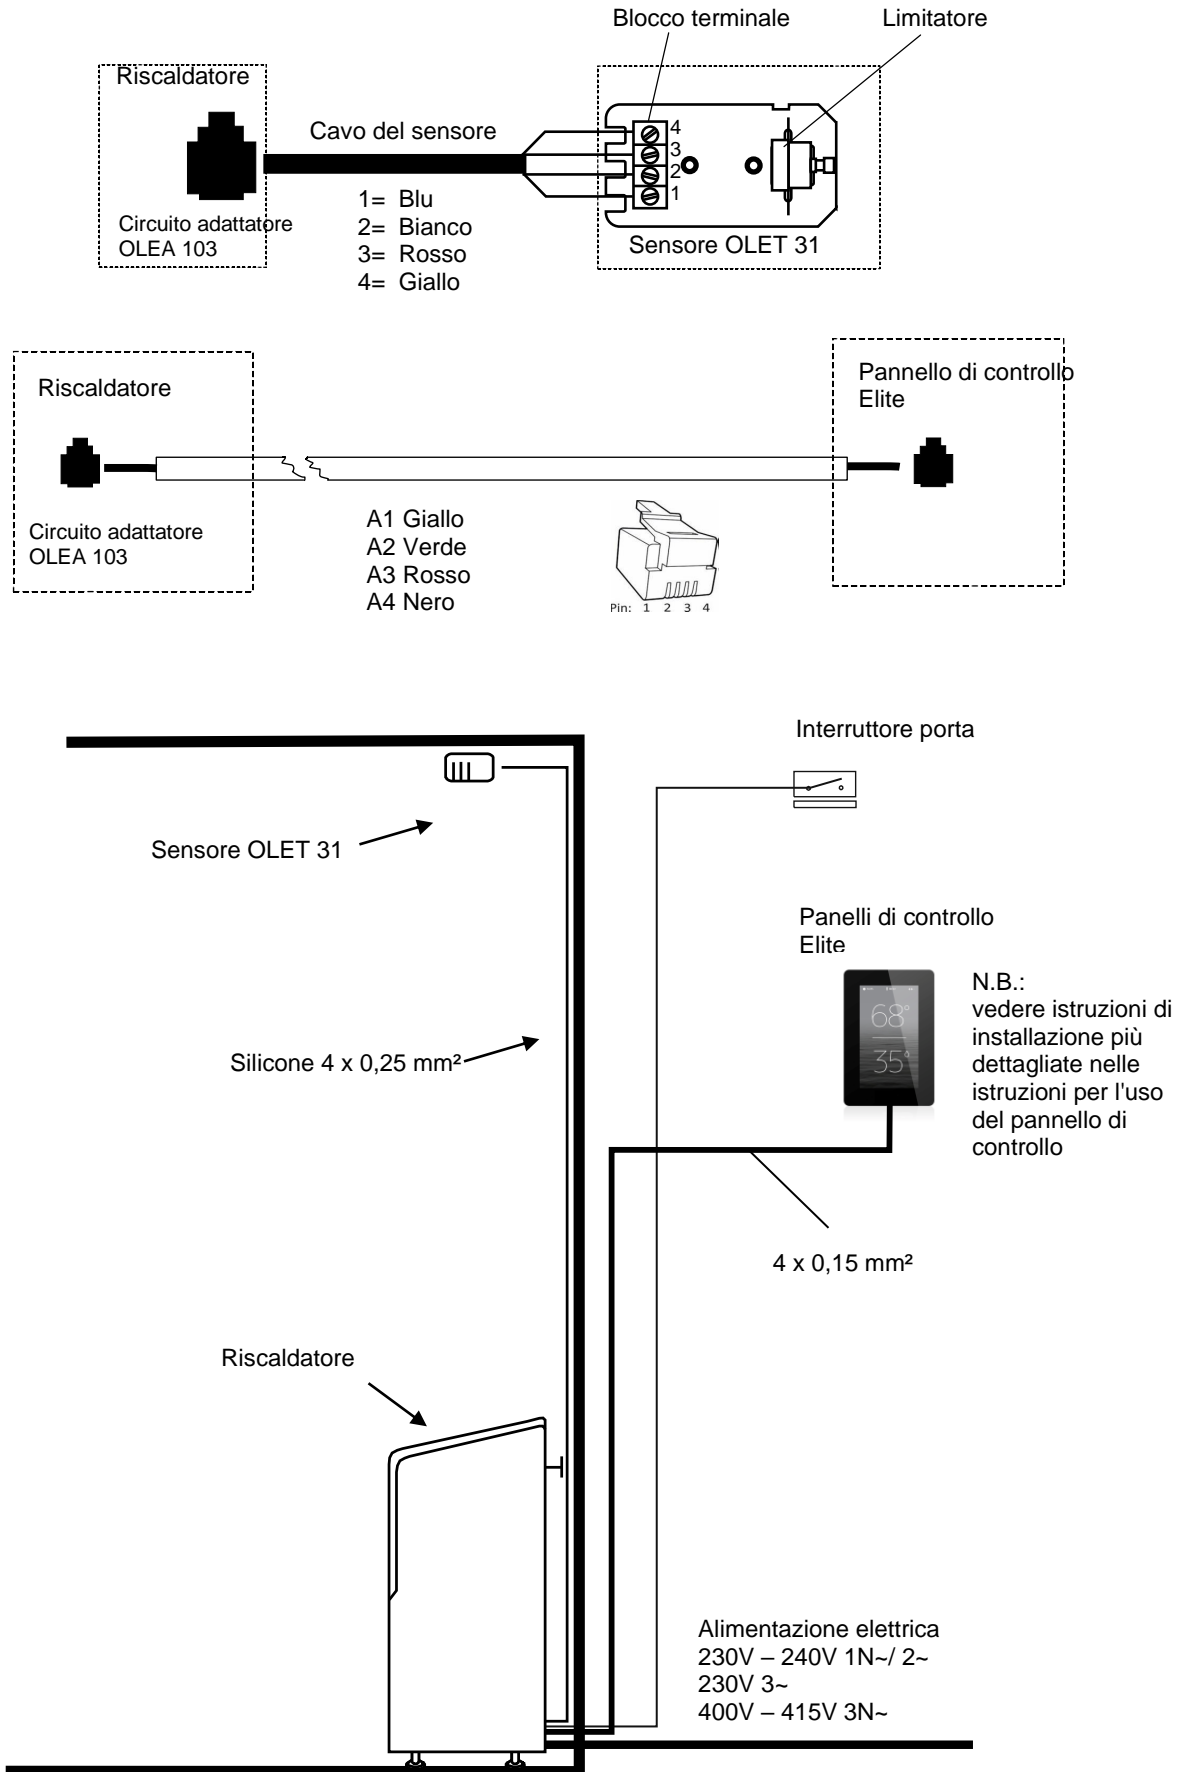 Blocco terminale
Limitatore
Riscaldatore
Cavo del sensore
4
3
2
1
1= Blu
2= Bianco
3= Rosso
4= Giallo
Circuito adattatore
OLEA 103
Sensore OLET 31
Riscaldatore
Pannello di controllo
Elite
Circuito adattatore
OLEA 103
A1 Giallo
A2 Verde
A3 Rosso
A4 Nero
Pin: 1 2 3 4
Interruttore porta
Sensore OLET 31
Panelli di controllo
Elite
68°
35°
N.B.:
vedere istruzioni di
installazione più
dettagliate nelle
istruzioni per l'uso
del pannello di
controllo
Silicone 4 x 0,25 mm²
4 x 0,15 mm²
Riscaldatore
Alimentazione elettrica
230V – 240V 1N~/ 2~
230V 3~
400V – 415V 3N~